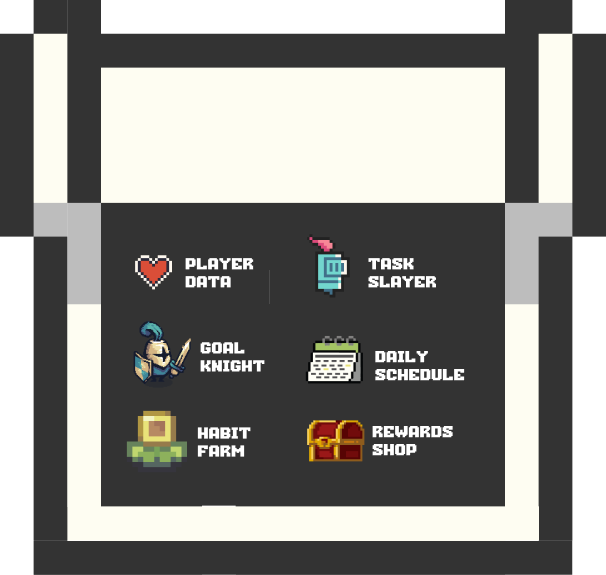 PLAYER
DATA
TASK
SLAYER
GOAL
KNIGHT
DAILY
SCHEDULE
HABIT
FARM
REWARDS
SHOP